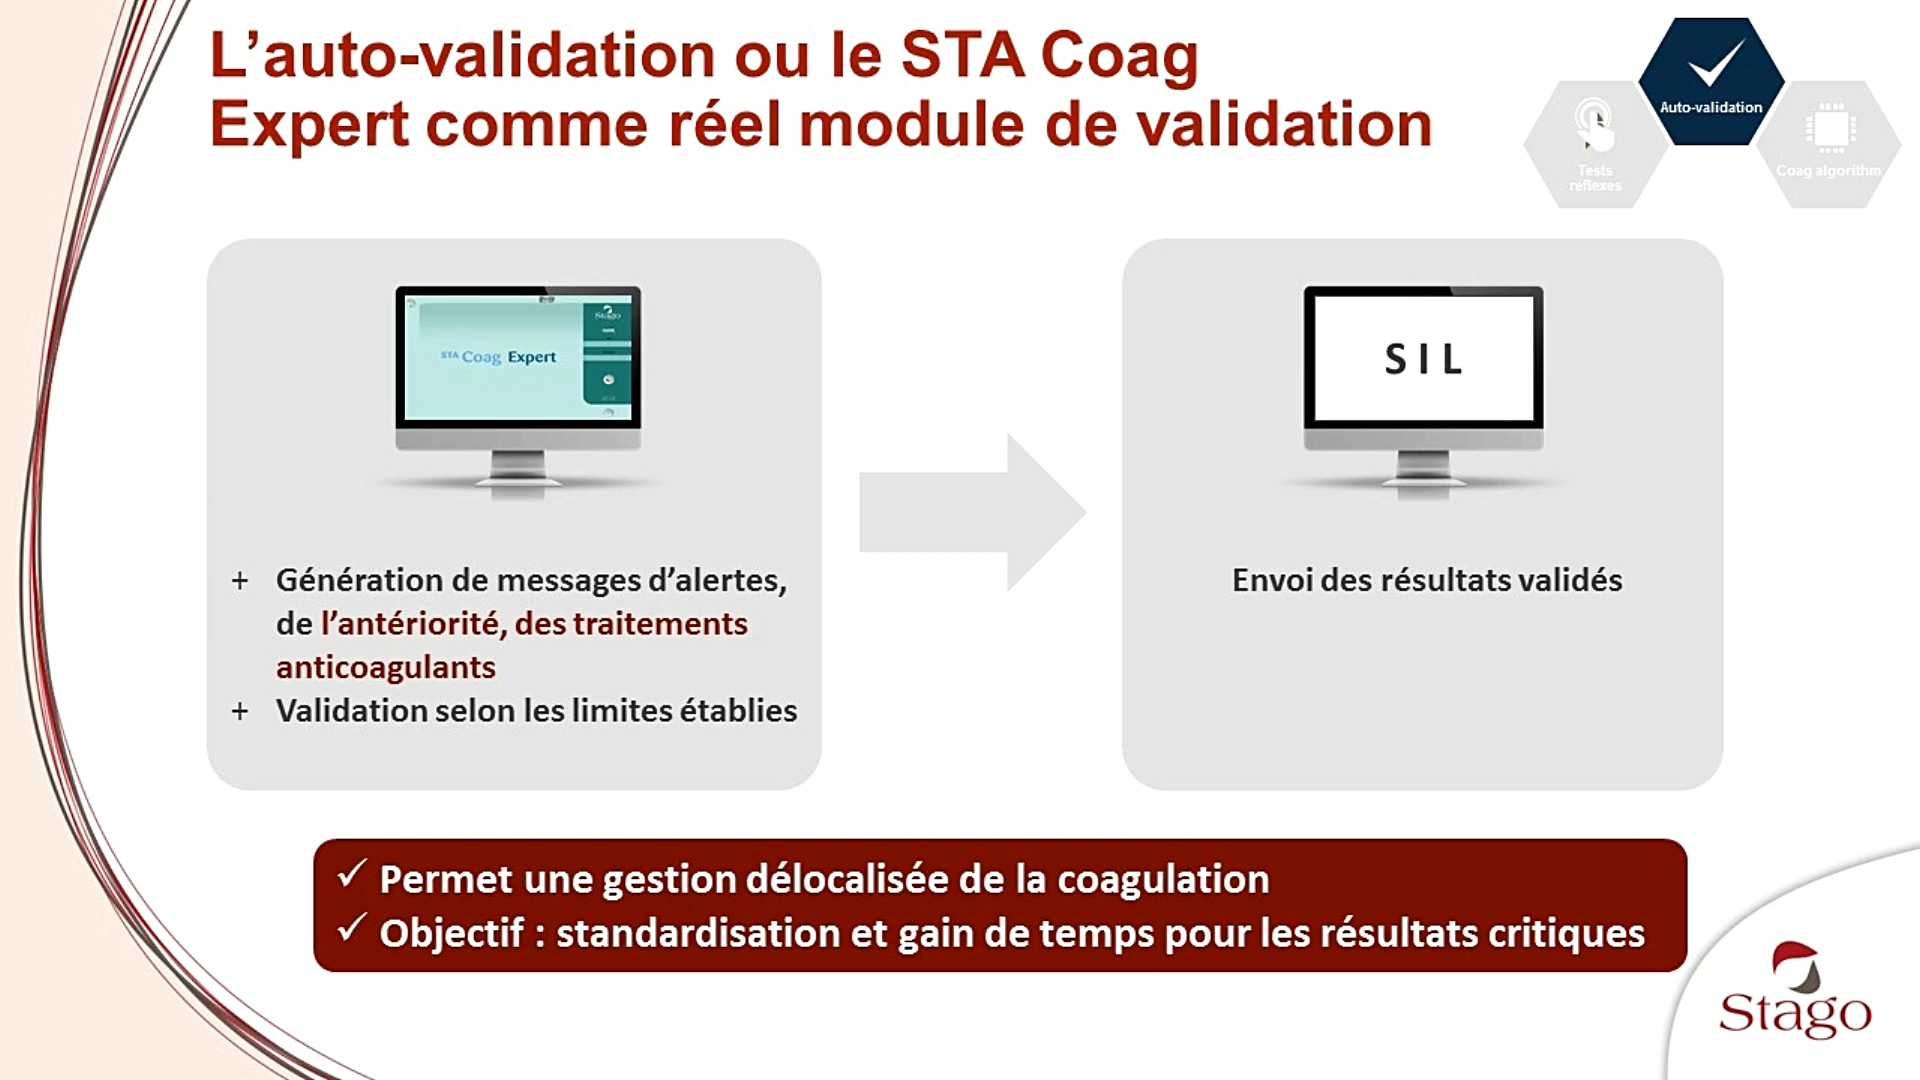 L’auto-validation ou le STA Coag
Expert comme réel module de validation
Auto-validation
Tests
reflexes
Coag algorithm
Stago
STA Coag Expert
S I L
+ Génération de messages d’alertes,
de l’antériorité, des traitements
anticoagulants
+ Validation selon les limites établies
Envoi des résultats validés
✓ Permet une gestion délocalisée de la coagulation
✓ Objectif : standardisation et gain de temps pour les résultats critiques
Stago